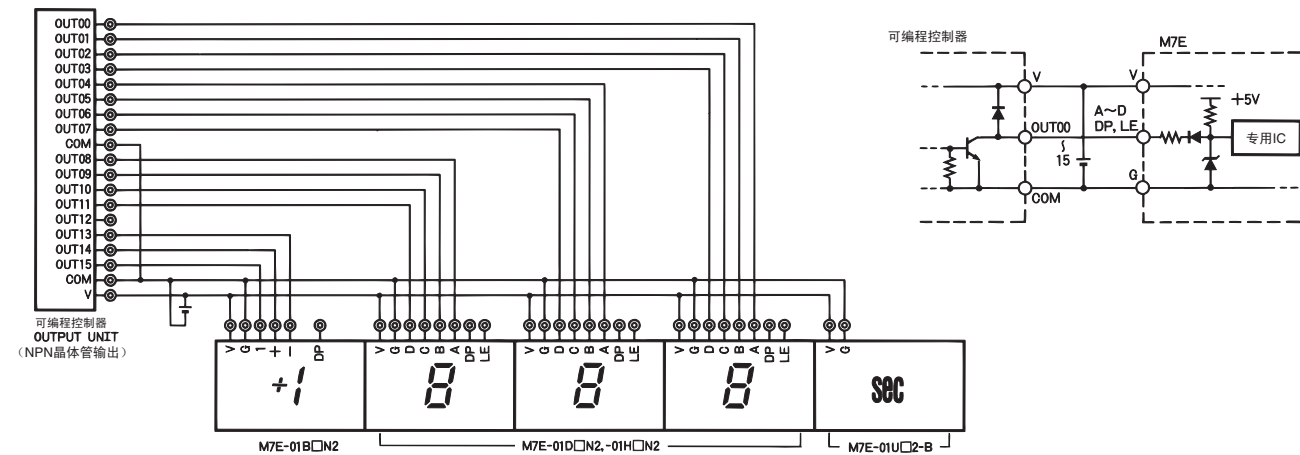 OUT00
OUT01
OUT02
OUT03
OUT04
OUT05
OUT06
OUT07
COM
OUT08
OUT09
OUT10
OUT11
OUT12
OUT13
OUT14
OUT15
COM
V
可编程控制器
OUTPUT UNIT
（NPN晶体管输出）
V G 1 + − DP
V G D C B A DP LE
V G D C B A DP LE
V G D C B A DP LE
V G
+1
8
8
8
sec
M7E-01B□N2
M7E-01D□N2,-01H□N2
M7E-01U□2-B
可编程控制器
V
OUT00
∫
15
COM
M7E
V
A～D
DP, LE
G
+5V
专用IC